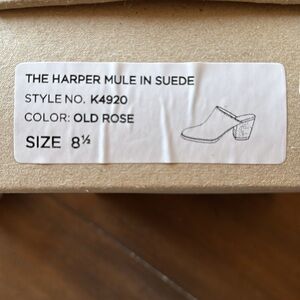 THE HARPER MULE IN SUEDE
STYLE NO. K4920
COLOR: OLD ROSE
SIZE 8½